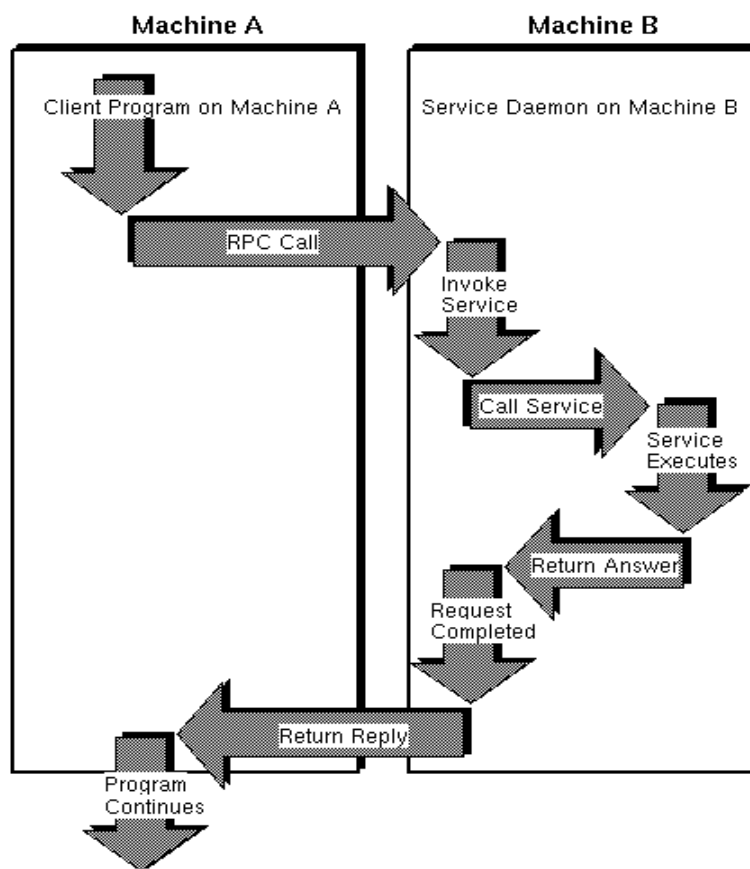 Machine A
Machine B
Client Program on Machine A
Service Daemon on Machine B
RPC Call
Invoke
Service
Call Service
Service
Executes
Return Answer
Request
Completed
Return Reply
Program
Continues